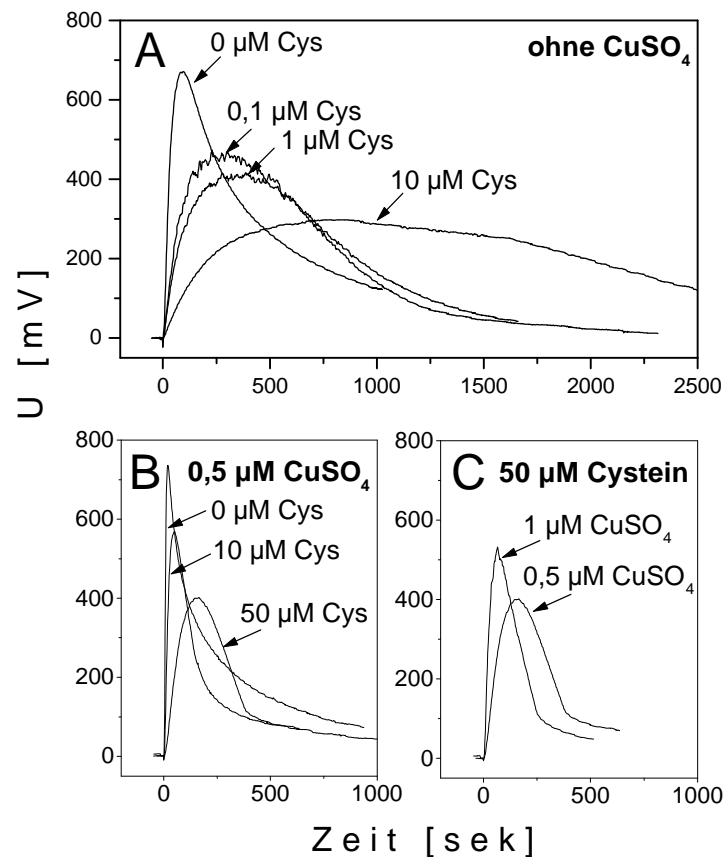 A
ohne CuSO₄
0 µM Cys
0,1 µM Cys
1 µM Cys
10 µM Cys
800
600
400
200
0
0 500 1000 1500 2000 2500
U [mV]
B
0,5 µM CuSO₄
0 µM Cys
10 µM Cys
50 µM Cys
800
600
400
200
0
0 500 1000
C
50 µM Cystein
1 µM CuSO₄
0,5 µM CuSO₄
800
600
400
200
0
0 500 1000
Zeit [sek]